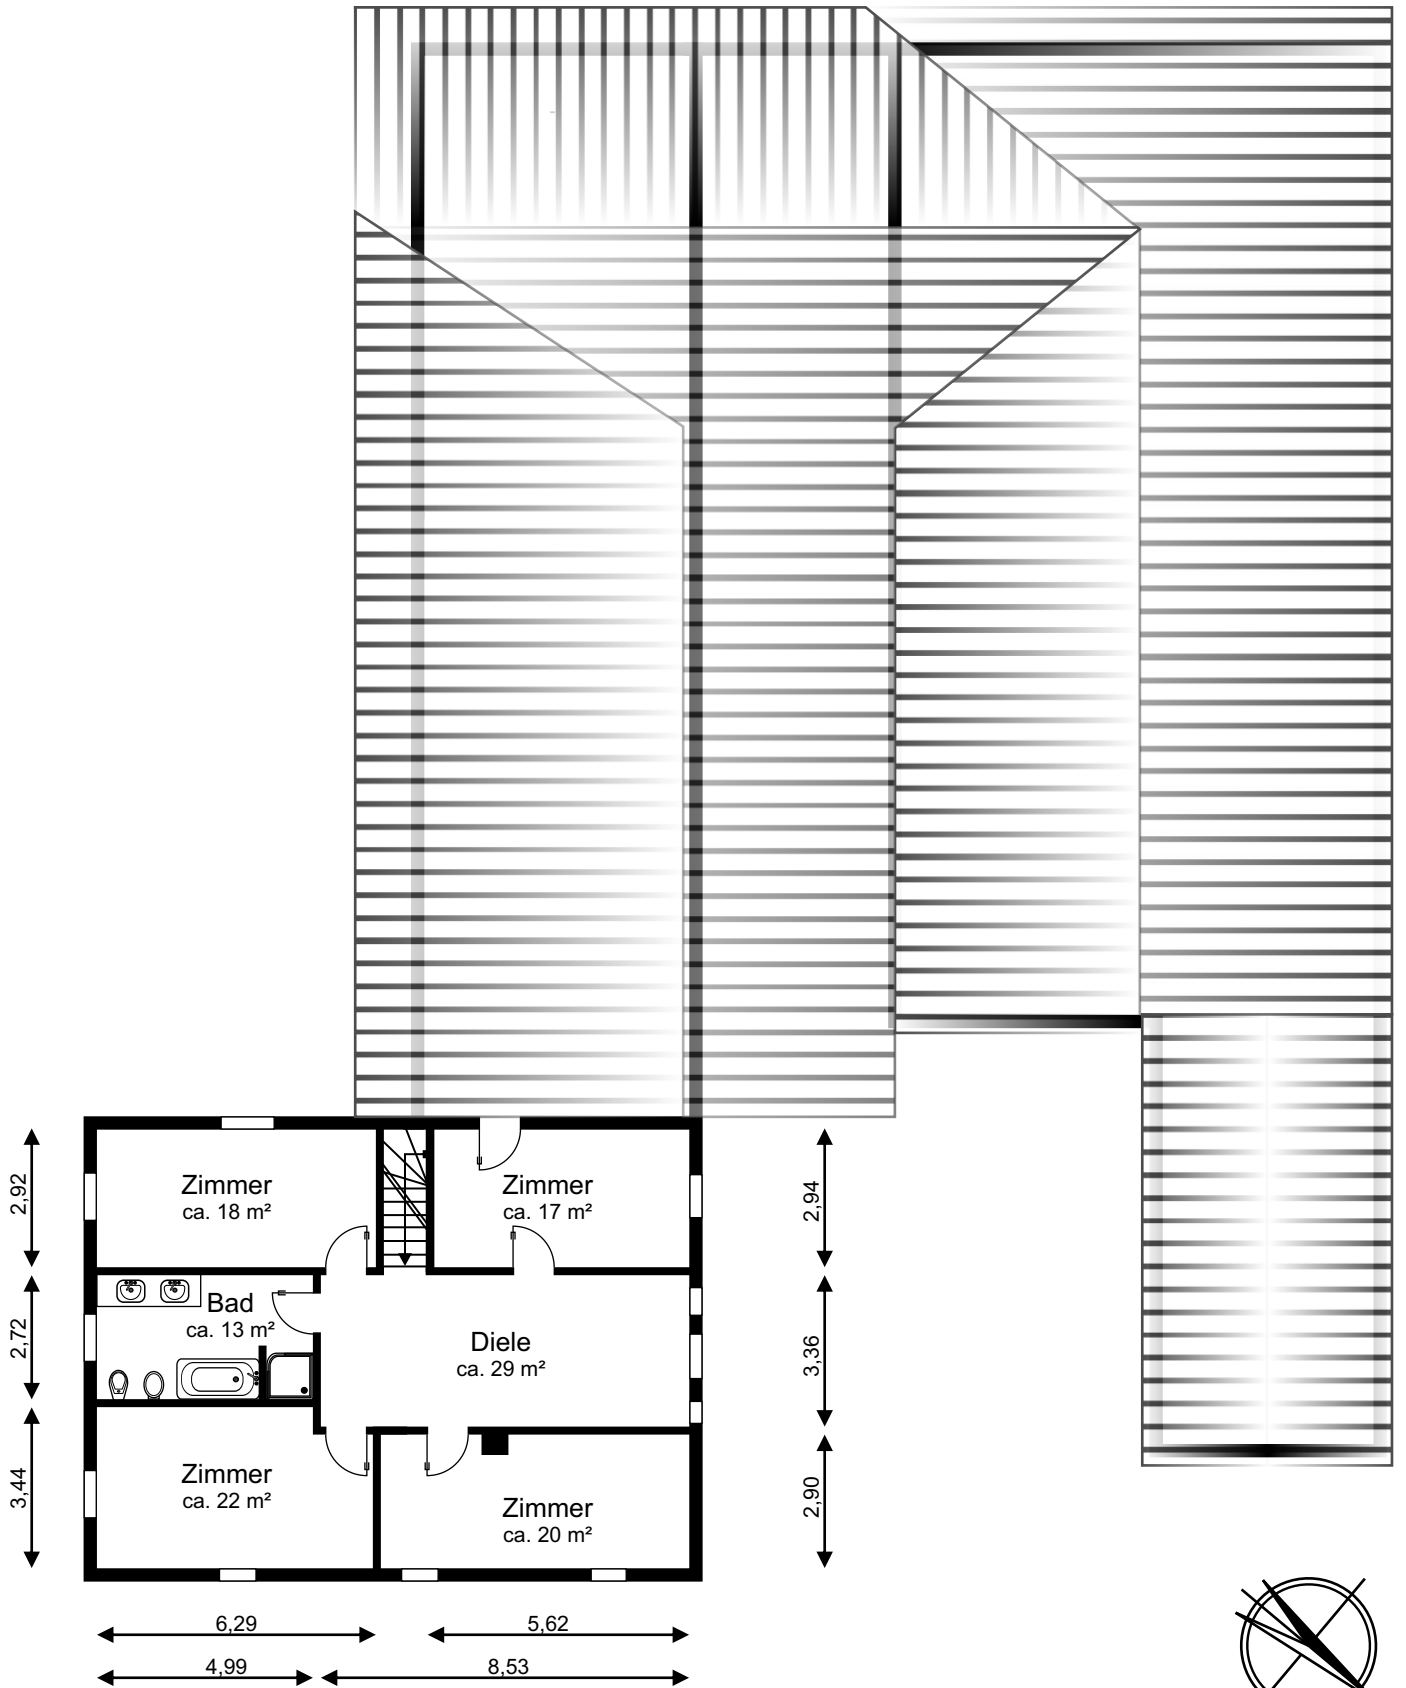 Zimmer
ca. 18 m²
Zimmer
ca. 17 m²
Bad
ca. 13 m²
Diele
ca. 29 m²
Zimmer
ca. 22 m²
Zimmer
ca. 20 m²
2,92
2,72
3,44
2,94
3,36
2,90
6,29
5,62
4,99
8,53